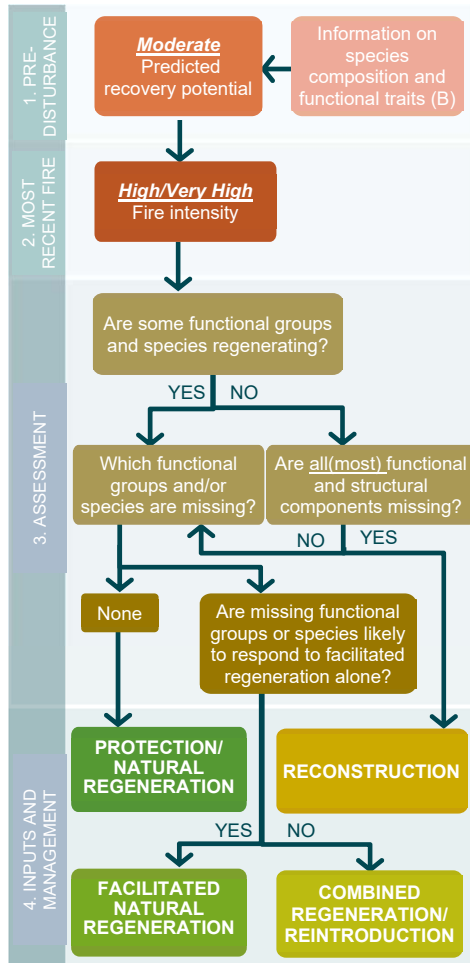 1. PRE-
DISTURBANCE
Moderate
Predicted
recovery potential
Information on
species
composition and
functional traits (B)
2. MOST
RECENT FIRE
High/Very High
Fire intensity
3. ASSESSMENT
Are some functional groups
and species regenerating?
YES
NO
Which functional
groups and/or
species are missing?
Are all(most) functional
and structural
components missing?
NO
YES
None
Are missing functional
groups or species likely
to respond to facilitated
regeneration alone?
4. INPUTS AND
MANAGEMENT
PROTECTION/
NATURAL
REGENERATION
RECONSTRUCTION
YES
NO
FACILITATED
NATURAL
REGENERATION
COMBINED
REGENERATION/
REINTRODUCTION